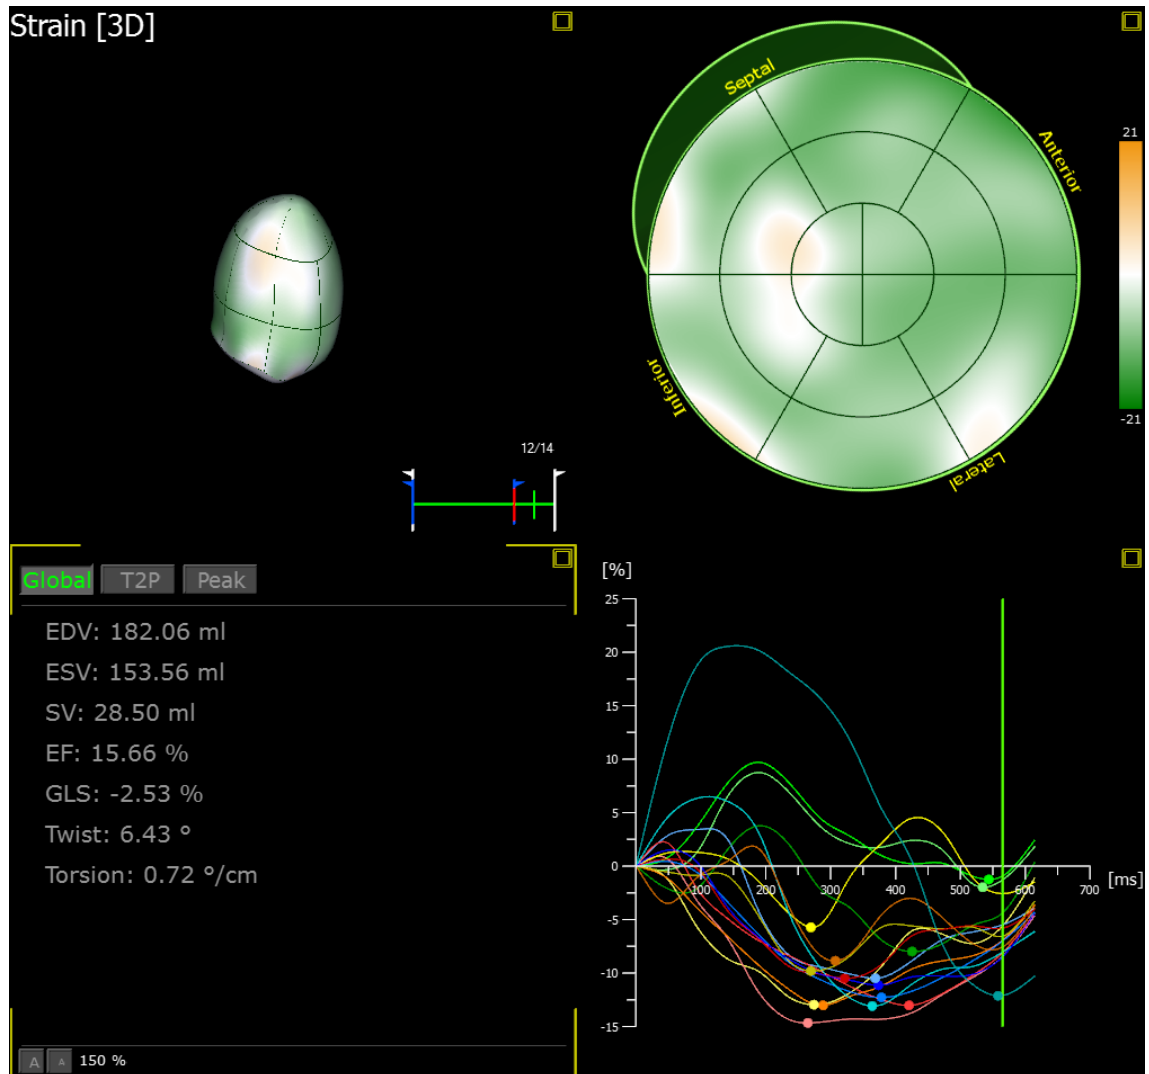 Strain [3D]
12/14
Septal
Anterior
Inferior
Lateral
21
-21
Global T2P Peak
EDV: 182.06 ml
ESV: 153.56 ml
SV: 28.50 ml
EF: 15.66 %
GLS: -2.53 %
Twist: 6.43 °
Torsion: 0.72 °/cm
A A 150 %
[%]
25
20
15
10
5
0
-5
-10
-15
100 200 300 400 500 600 700 [ms]